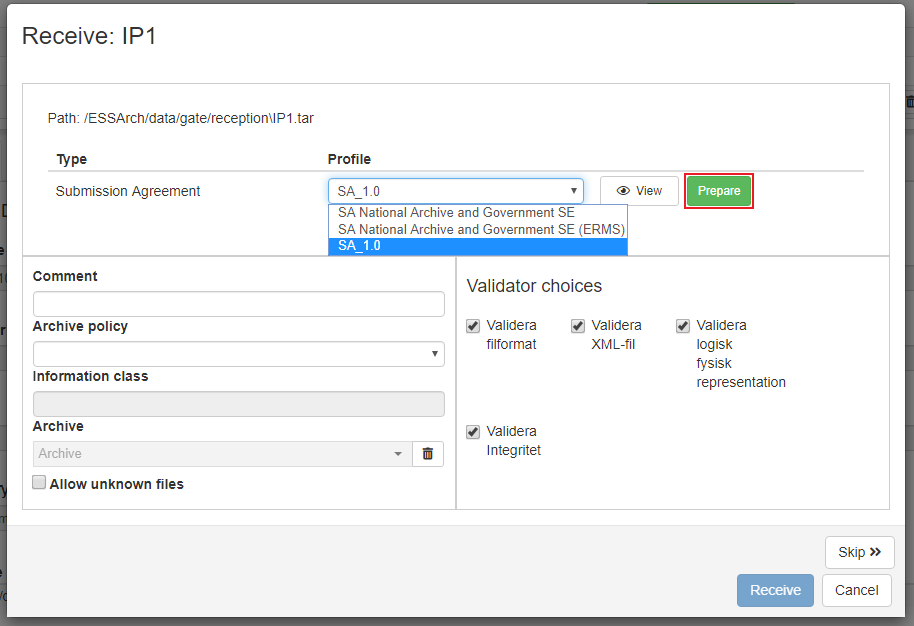 Receive: IP1
Path: /ESSArch/data/gate/reception\IP1.tar
Type Profile
Submission Agreement SA_1.0 View Prepare
SA National Archive and Government SE
SA National Archive and Government SE (ERMS)
SA_1.0
Comment
Archive policy
Information class
Archive
Archive
Allow unknown files
Validator choices
Validera
filformat
Validera
XML-fil
Validera
logisk
fysisk
representation
Validera
Integritet
Skip
Receive Cancel